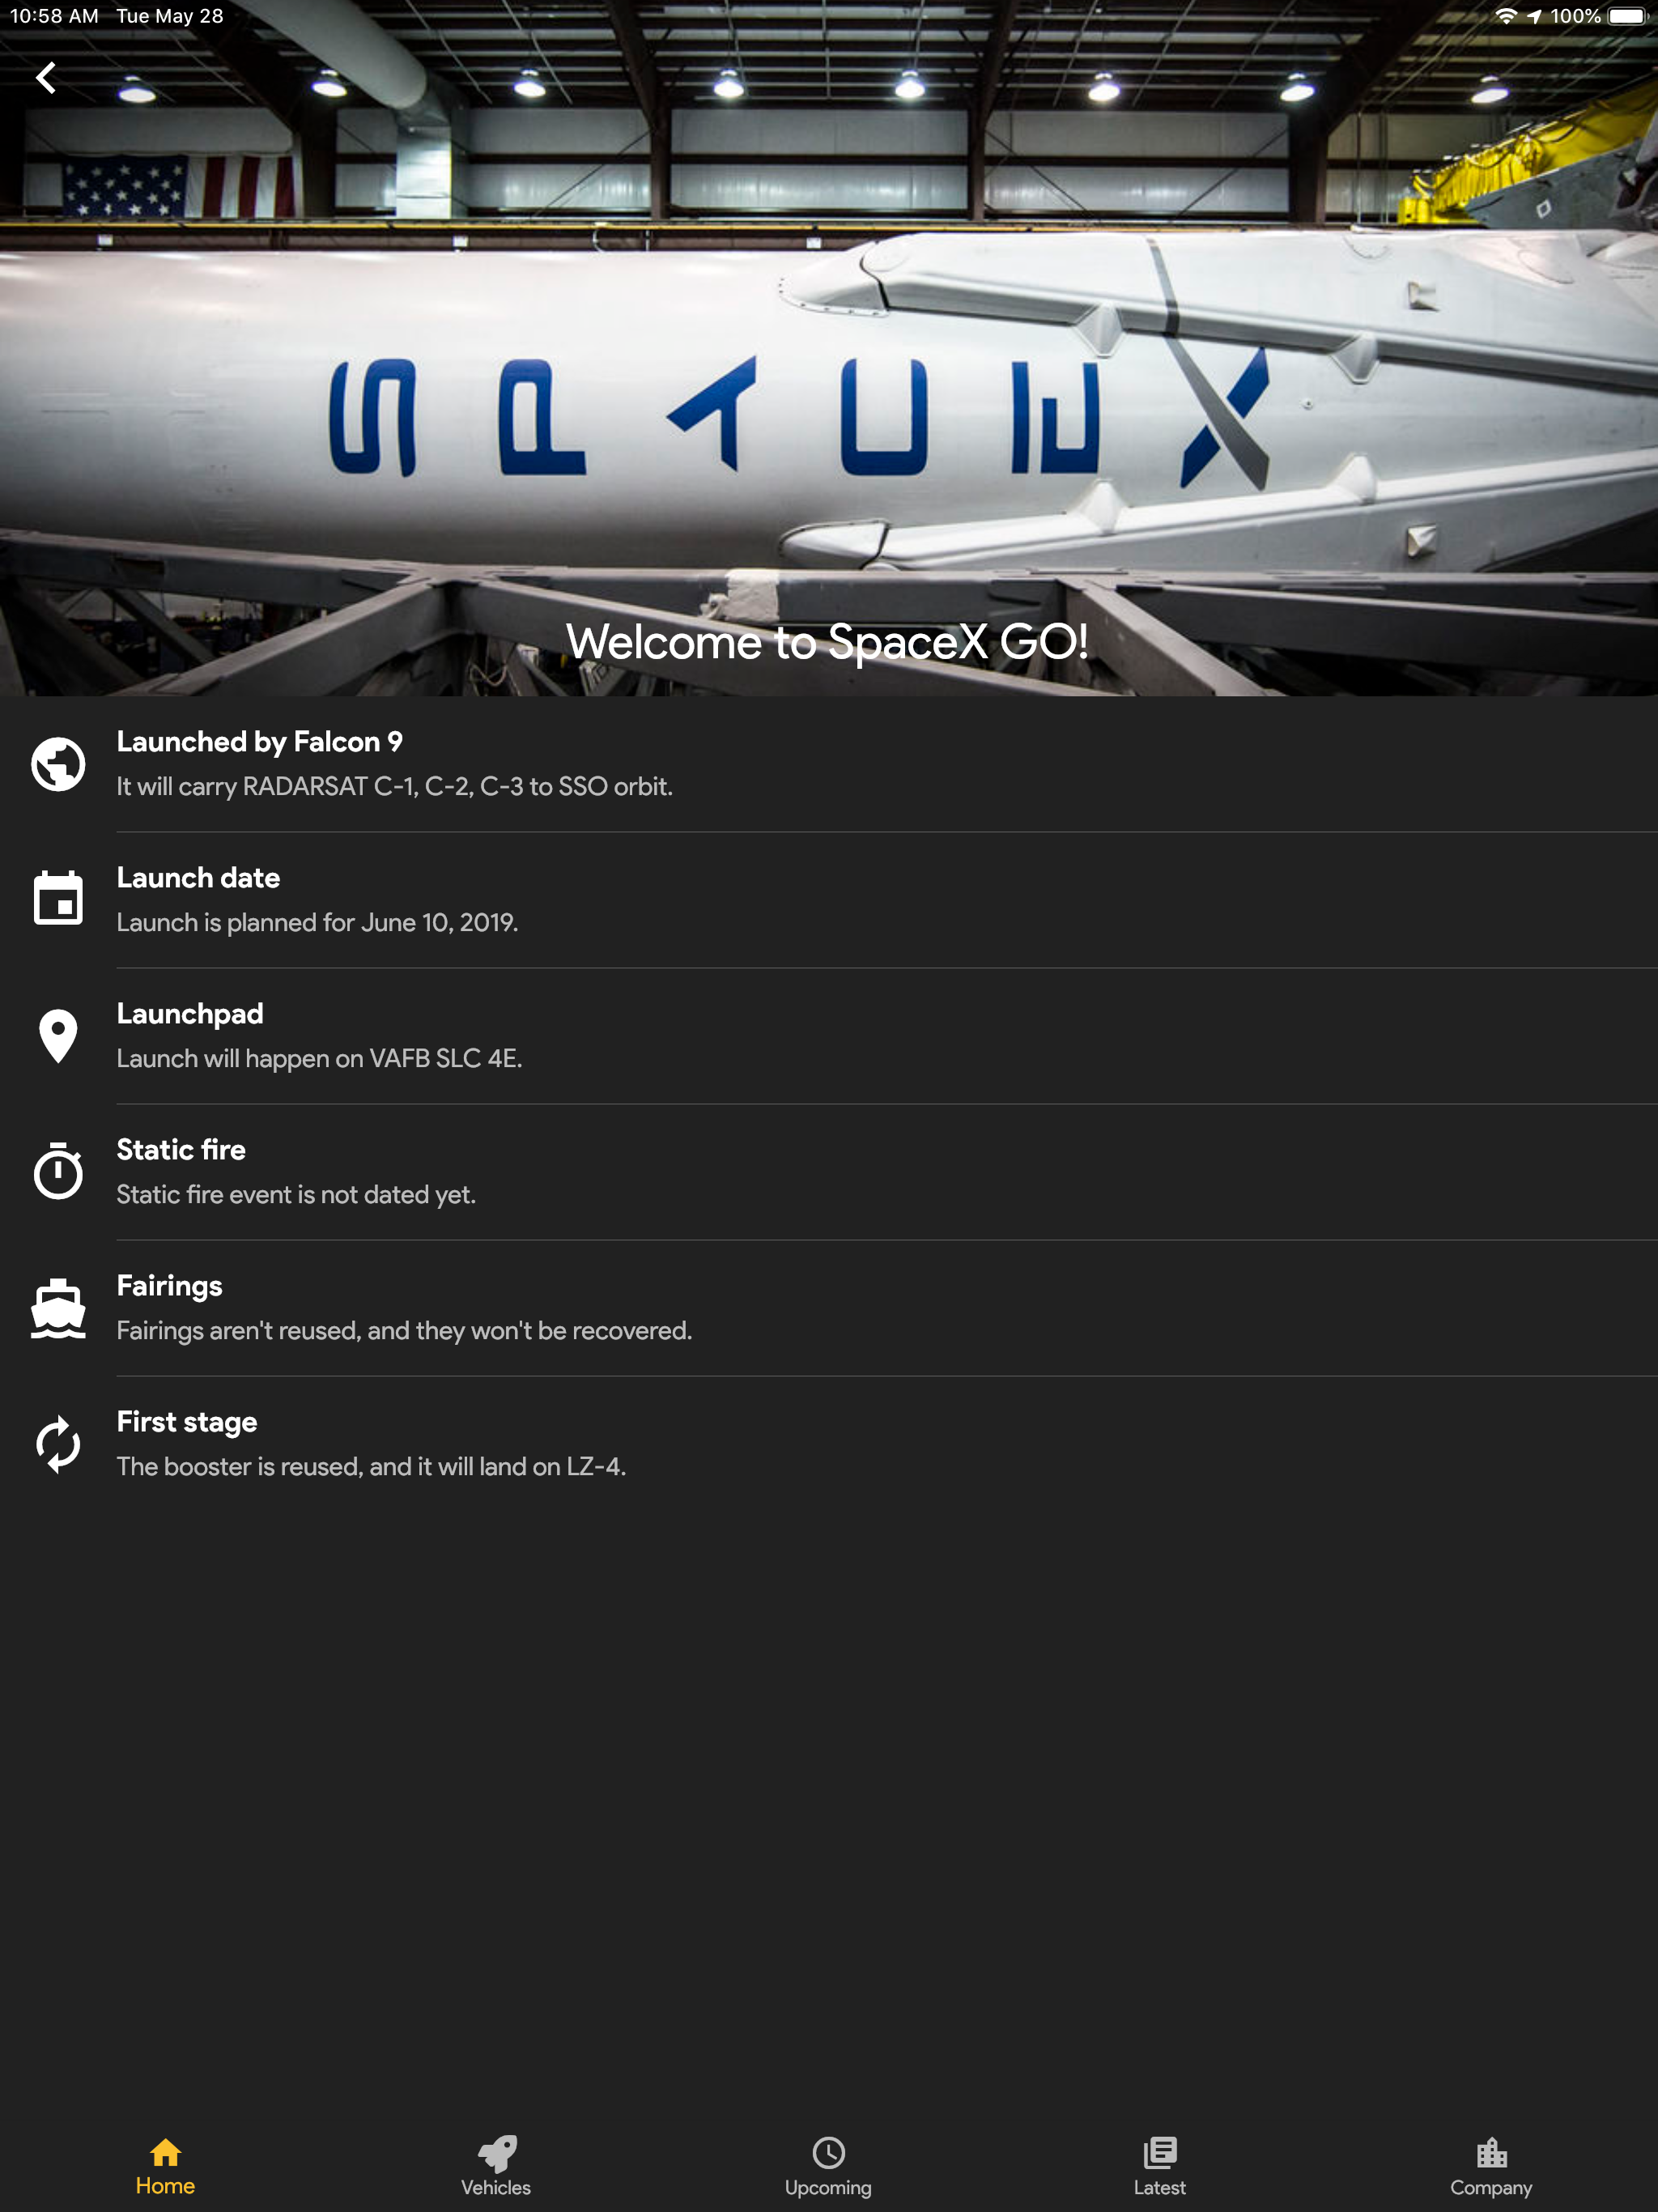 10:58 AM Tue May 28
100%
SPACEX
Welcome to SpaceX GO!
Launched by Falcon 9
It will carry RADARSAT C-1, C-2, C-3 to SSO orbit.
Launch date
Launch is planned for June 10, 2019.
Launchpad
Launch will happen on VAFB SLC 4E.
Static fire
Static fire event is not dated yet.
Fairings
Fairings aren't reused, and they won't be recovered.
First stage
The booster is reused, and it will land on LZ-4.
Home
Vehicles
Upcoming
Latest
Company